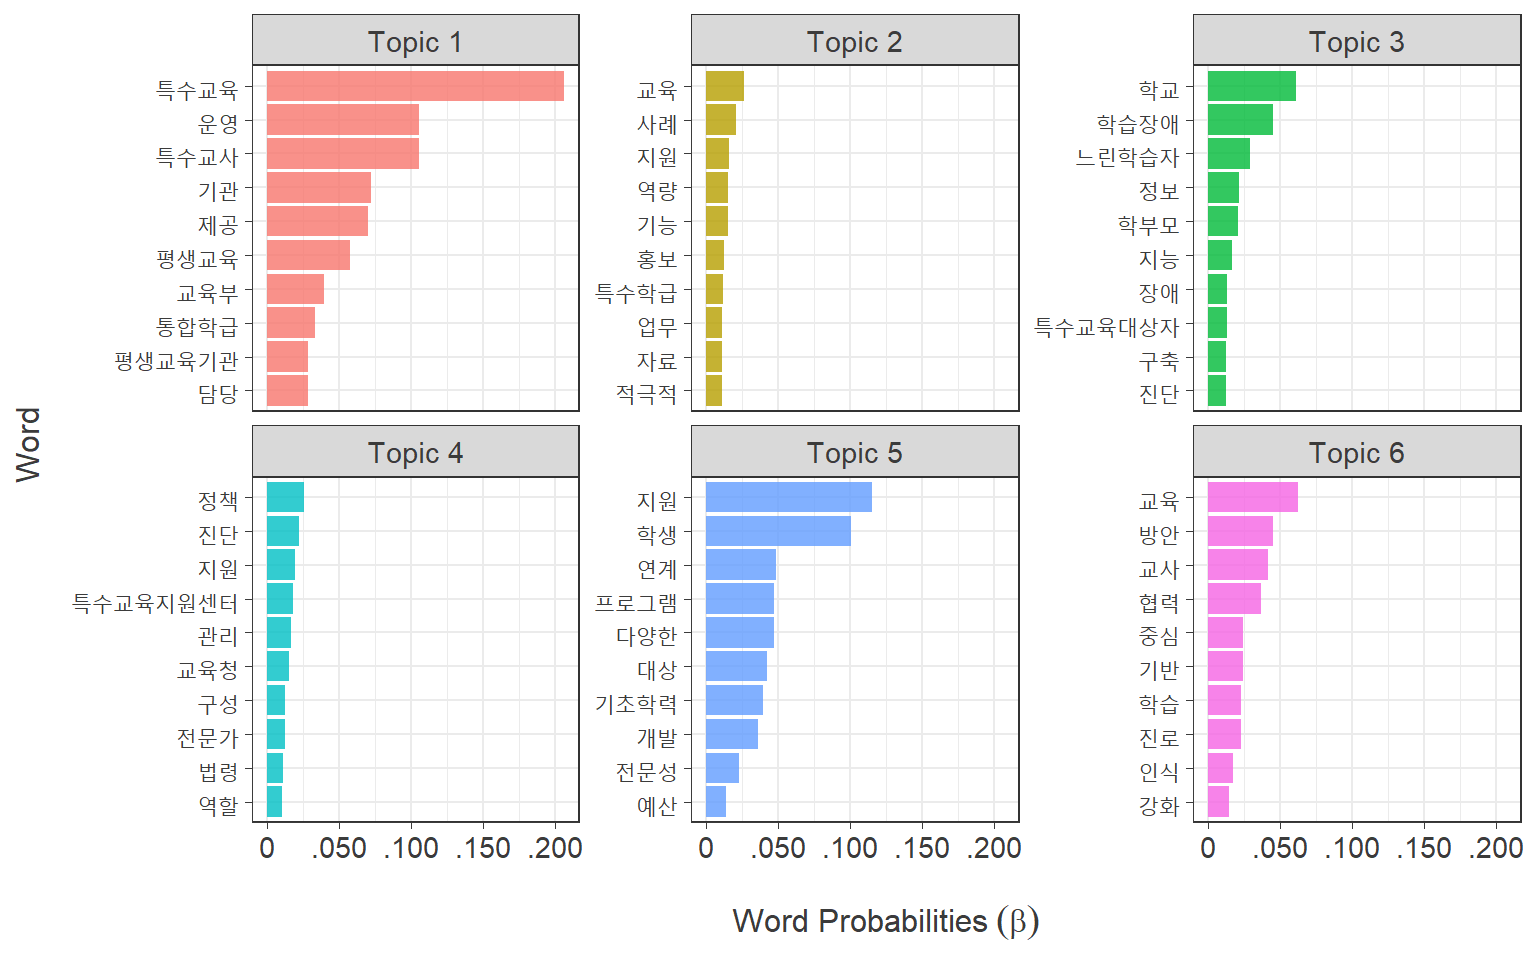 Topic 1
특수교육
운영
특수교사
기관
제공
평생교육
교육부
통합학급
평생교육기관
담당
Topic 2
교육
사례
지원
역량
기능
홍보
특수학급
업무
자료
적극적
Topic 3
학교
학습장애
느린학습자
정보
학부모
지능
장애
특수교육대상자
구축
진단
Topic 4
정책
진단
지원
특수교육지원센터
관리
교육청
구성
전문가
법령
역할
0 .050 .100 .150 .200
Topic 5
지원
학생
연계
프로그램
다양한
대상
기초학력
개발
전문성
예산
0 .050 .100 .150 .200
Topic 6
교육
방안
교사
협력
중심
기반
학습
진로
인식
강화
0 .050 .100 .150 .200
Word
Word Probabilities (β)